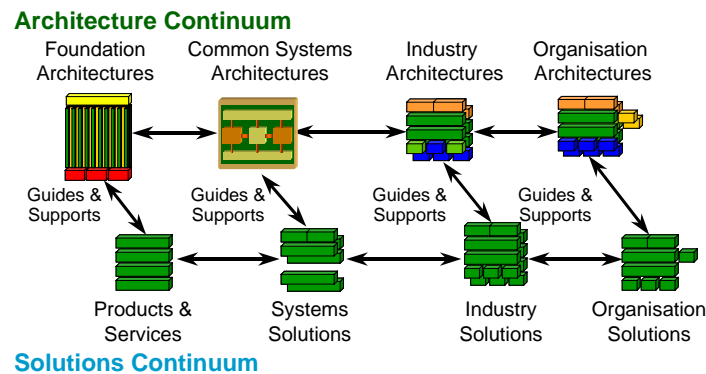 Architecture Continuum
Foundation
Architectures
Common Systems
Architectures
Industry
Architectures
Organisation
Architectures
Guides &
Supports
Guides &
Supports
Guides &
Supports
Guides &
Supports
Products &
Services
Systems
Solutions
Industry
Solutions
Organisation
Solutions
Solutions Continuum